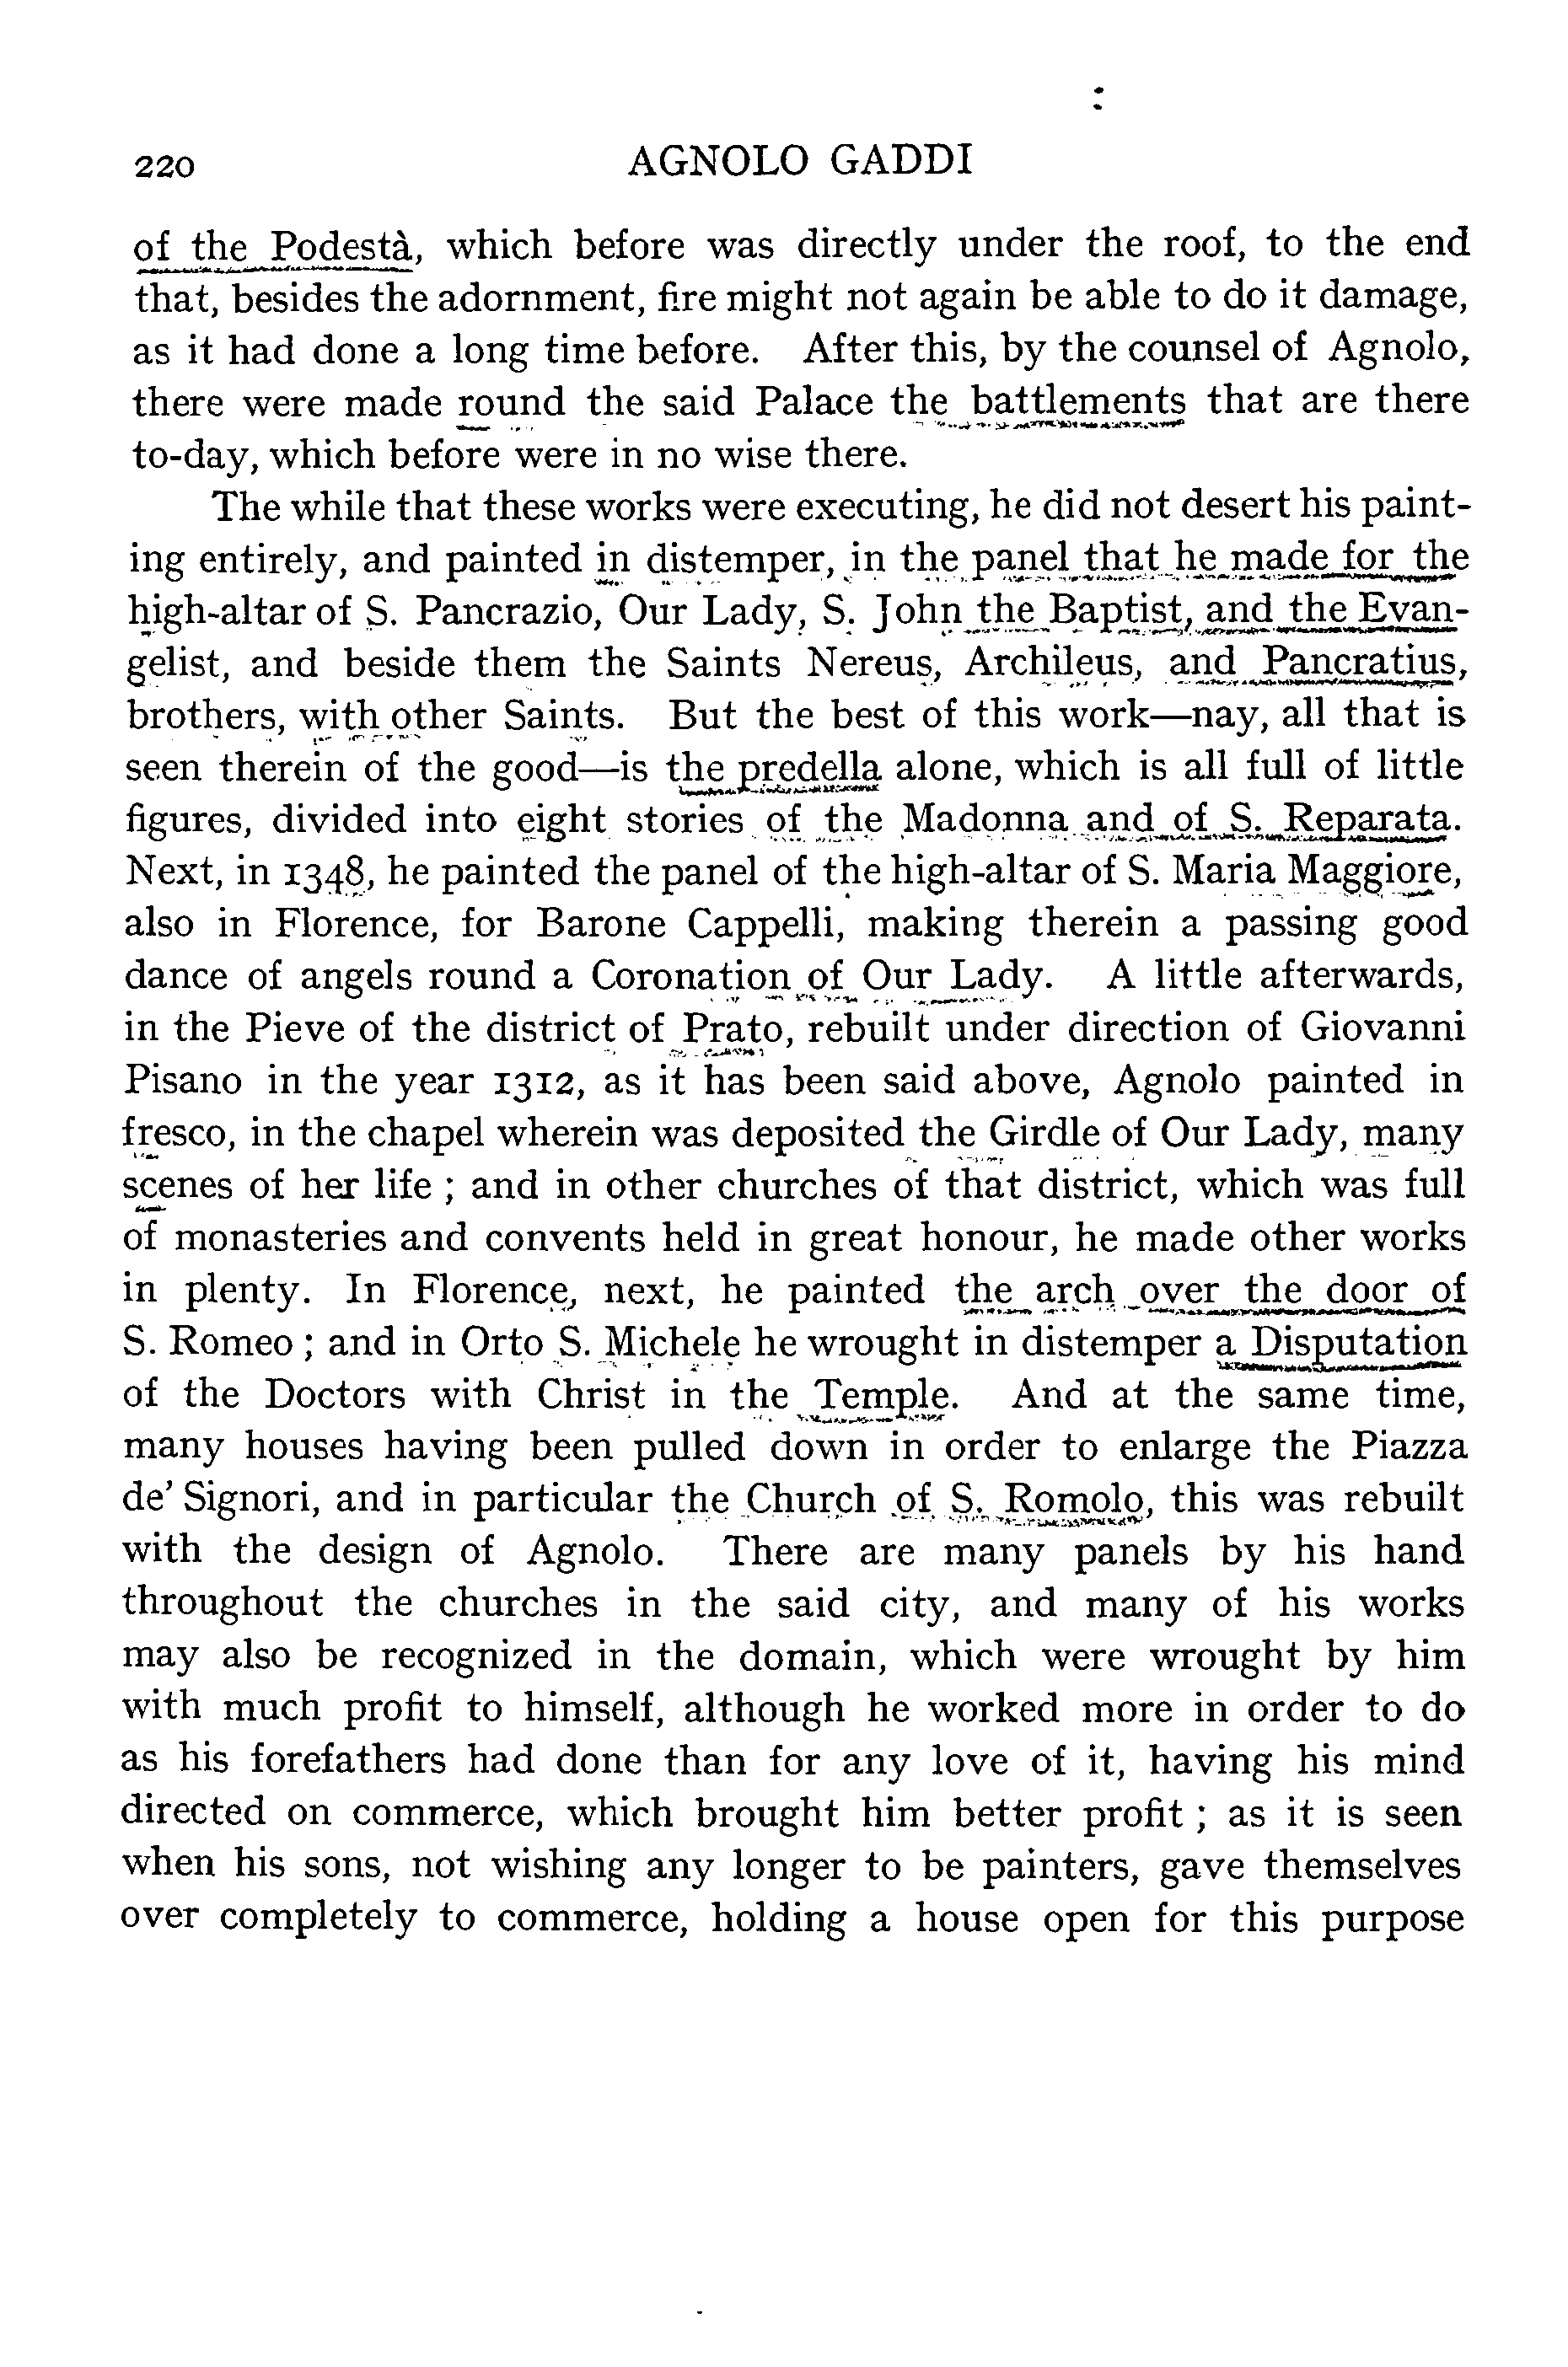 220 AGNOLO GADDI
of the Podestà, which before was directly under the roof, to the end
that, besides the adornment, fire might not again be able to do it damage,
as it had done a long time before. After this, by the counsel of Agnolo,
there were made round the said Palace the battlements that are there
to-day, which before were in no wise there.
The while that these works were executing, he did not desert his paint-
ing entirely, and painted in distemper, in the panel that he made for the
high-altar of S. Pancrazio, Our Lady, S. John the Baptist, and the Evan-
gelist, and beside them the Saints Nereus, Archileus, and Pancratius,
brothers, with other Saints. But the best of this work—nay, all that is
seen therein of the good—is the predella alone, which is all full of little
figures, divided into eight stories of the Madonna and of S. Reparata.
Next, in 1348, he painted the panel of the high-altar of S. Maria Maggiore,
also in Florence, for Barone Cappelli, making therein a passing good
dance of angels round a Coronation of Our Lady. A little afterwards,
in the Pieve of the district of Prato, rebuilt under direction of Giovanni
Pisano in the year 1312, as it has been said above, Agnolo painted in
fresco, in the chapel wherein was deposited the Girdle of Our Lady, many
scenes of her life ; and in other churches of that district, which was full
of monasteries and convents held in great honour, he made other works
in plenty. In Florence, next, he painted the arch over the door of
S. Romeo ; and in Orto S. Michele he wrought in distemper a Disputation
of the Doctors with Christ in the Temple. And at the same time,
many houses having been pulled down in order to enlarge the Piazza
de' Signori, and in particular the Church of S. Romolo, this was rebuilt
with the design of Agnolo. There are many panels by his hand
throughout the churches in the said city, and many of his works
may also be recognized in the domain, which were wrought by him
with much profit to himself, although he worked more in order to do
as his forefathers had done than for any love of it, having his mind
directed on commerce, which brought him better profit ; as it is seen
when his sons, not wishing any longer to be painters, gave themselves
over completely to commerce, holding a house open for this purpose